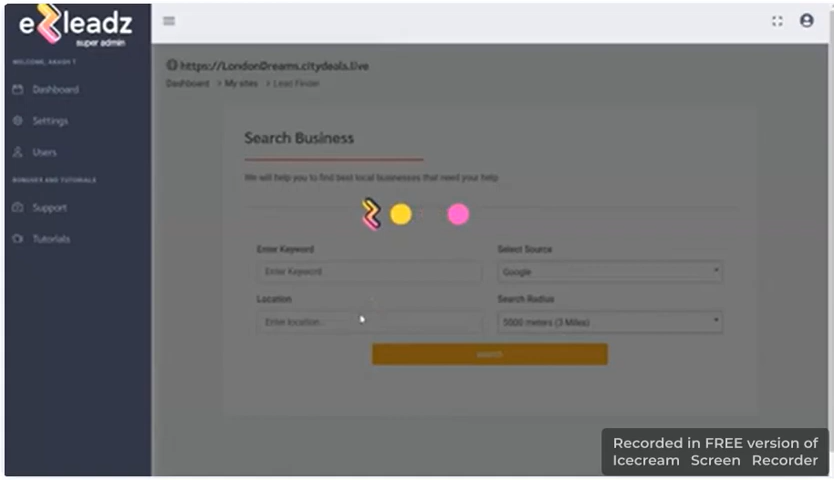 ezleadz
super admin
WELCOME, AKASH T
https://LondonDreams.citydeals.live
Dashboard > My sites > Lead Finder
Dashboard
Settings
Users
BONUSES AND TUTORIALS
Support
Tutorials
Search Business
We will help you to find best local businesses that need your help
Enter Keyword
Select Source
Enter Keyword
Google
Location
Search Radius
Enter location...
5000 meters (3 Miles)
SEARCH
Recorded in FREE version of
Icecream Screen Recorder